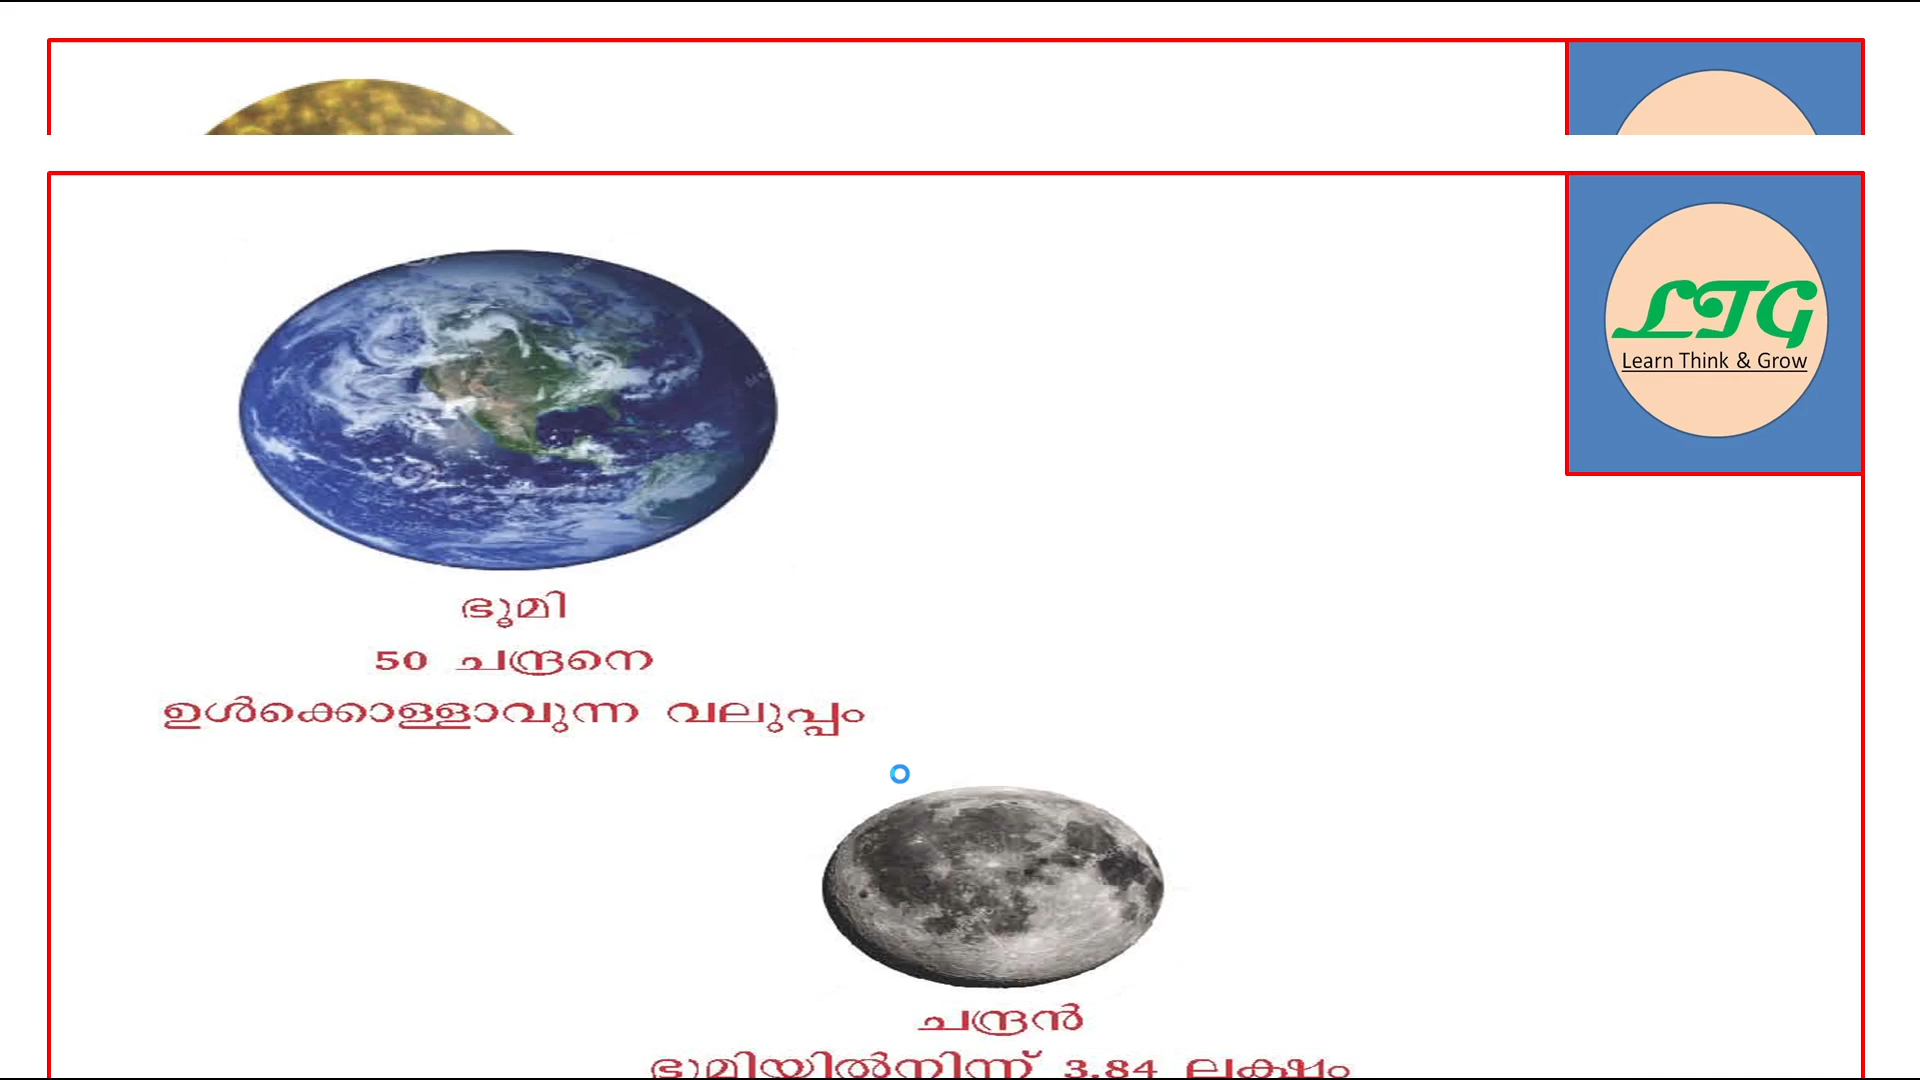 LTG
Learn Think & Grow
ഭൂമി
50 ചന്ദ്രനെ
ഉൾക്കൊള്ളാവുന്ന വലുപ്പം
ചന്ദ്രൻ
ഭൂമിയിൽനിന്ന് 3.84 ലക്ഷം